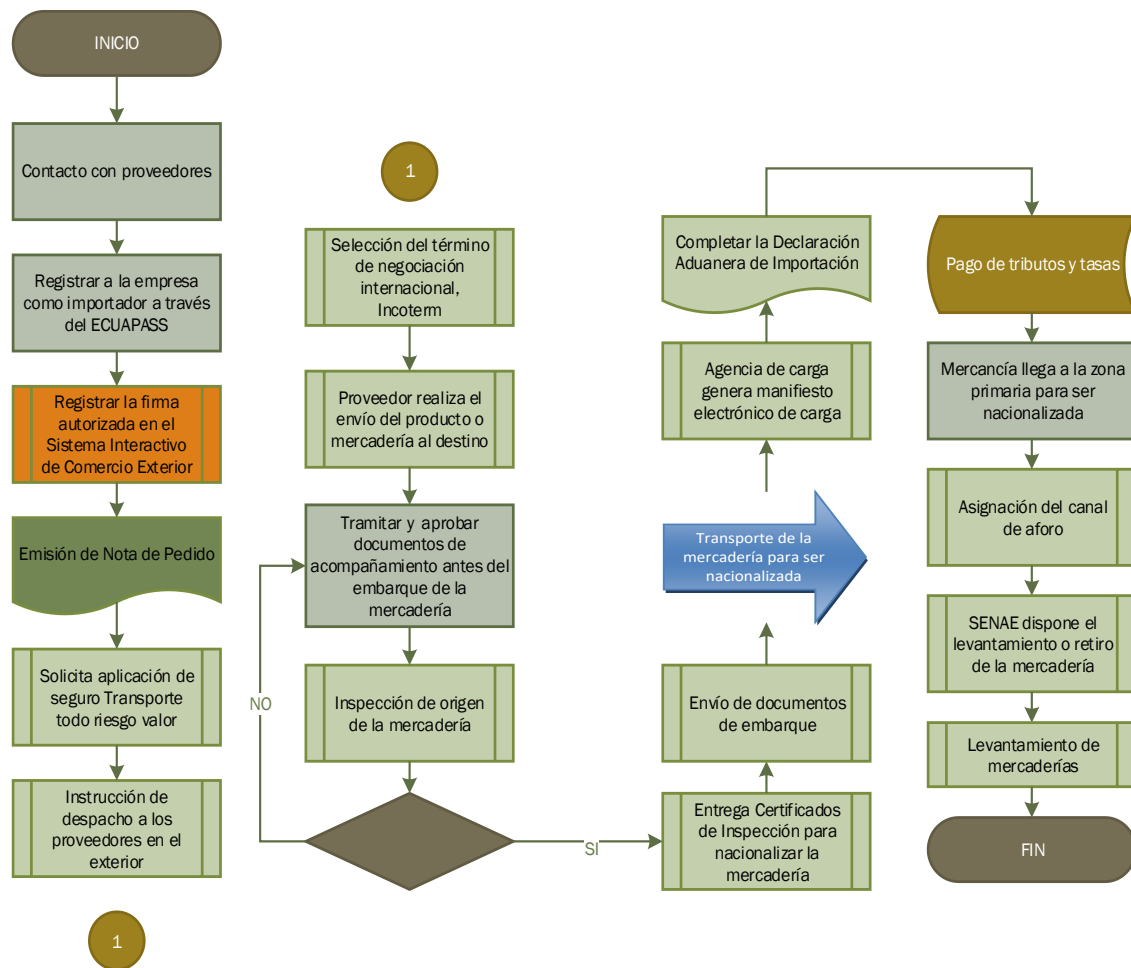 INICIO
Contacto con proveedores
Registrar a la empresa
como importador a través
del ECUAPASS
Registrar la firma
autorizada en el
Sistema Interactivo
de Comercio Exterior
Emisión de Nota de Pedido
Solicita aplicación de
seguro Transporte
todo riesgo valor
Instrucción de
despacho a los
proveedores en el
exterior
1
1
Selección del término
de negociación
internacional,
Incoterm
Proveedor realiza el
envío del producto o
mercadería al destino
Tramitar y aprobar
documentos de
acompañamiento antes del
embarque de la
mercadería
Inspección de origen
de la mercadería
NO
SI
Entrega Certificados
de Inspección para
nacionalizar la
mercadería
Envío de documentos
de embarque
Transporte de la
mercadería para ser
nacionalizada
Agencia de carga
genera manifiesto
electrónico de carga
Completar la Declaración
Aduanera de Importación
Pago de tributos y tasas
Mercancía llega a la zona
primaria para ser
nacionalizada
Asignación del canal
de aforo
SENAE dispone el
levantamiento o retiro
de la mercadería
Levantamiento de
mercaderías
FIN